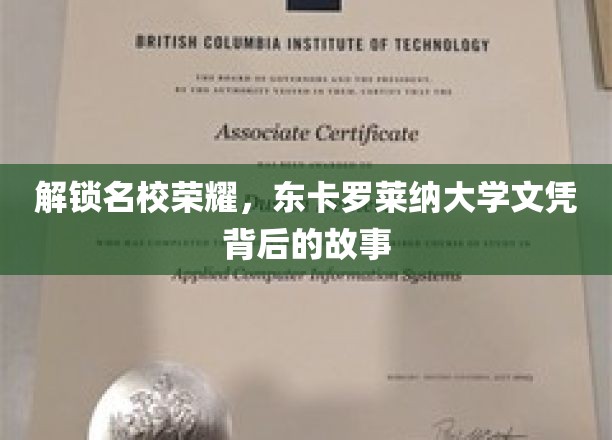 BRITISH COLUMBIA INSTITUTE OF TECHNOLOGY
THE BOARD OF GOVERNORS AND THE PRESIDENT,
BY THE AUTHORITY VESTED IN THEM, CERTIFY THAT THE
Associate Certificate
解锁名校荣耀，东卡罗莱纳大学文凭
背后的故事
Applied Computer Information Systems